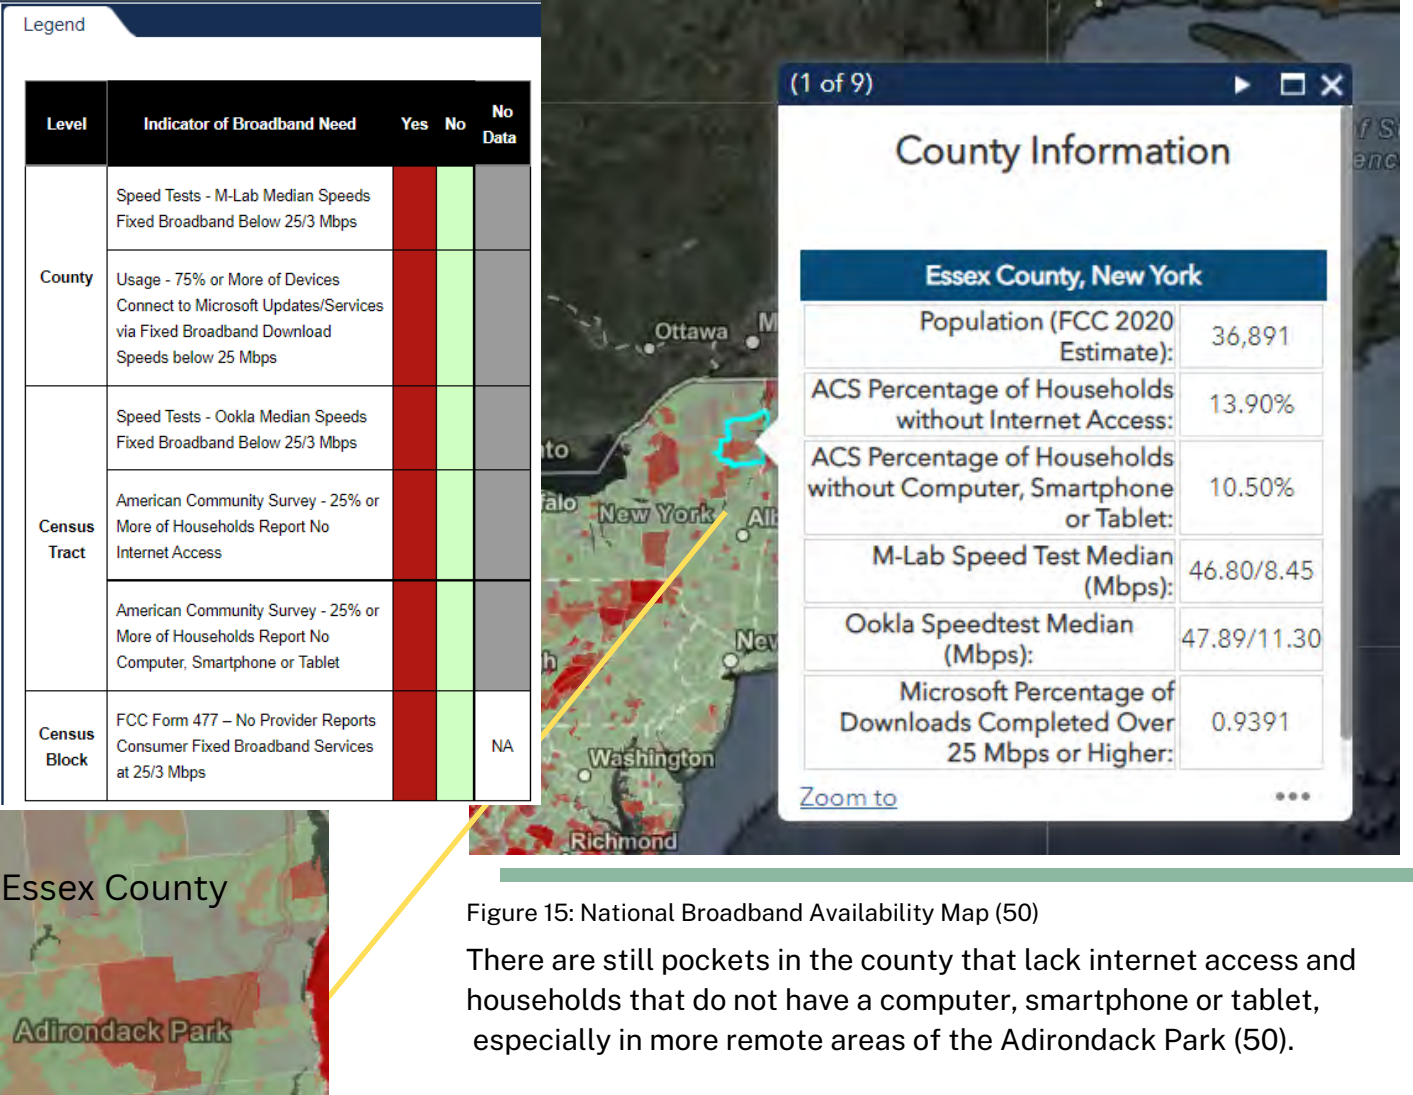 Legend
Level Indicator of Broadband Need Yes No No Data
County
Speed Tests - M-Lab Median Speeds
Fixed Broadband Below 25/3 Mbps
Usage - 75% or More of Devices
Connect to Microsoft Updates/Services
via Fixed Broadband Download
Speeds below 25 Mbps
Census
Tract
Speed Tests - Ookla Median Speeds
Fixed Broadband Below 25/3 Mbps
American Community Survey - 25% or
More of Households Report No
Internet Access
American Community Survey - 25% or
More of Households Report No
Computer, Smartphone or Tablet
Census
Block
FCC Form 477 – No Provider Reports
Consumer Fixed Broadband Services
at 25/3 Mbps
NA
(1 of 9)
County Information
Essex County, New York
Population (FCC 2020
Estimate): 36,891
ACS Percentage of Households
without Internet Access: 13.90%
ACS Percentage of Households
without Computer, Smartphone
or Tablet: 10.50%
M-Lab Speed Test Median
(Mbps): 46.80/8.45
Ookla Speedtest Median
(Mbps): 47.89/11.30
Microsoft Percentage of
Downloads Completed Over
25 Mbps or Higher: 0.9391
Zoom to
Ottawa
M
nto
falo
New York
Alb
New
h
Washington
Richmond
f S
enc
Essex County
Adirondack Park
Figure 15: National Broadband Availability Map (50)
There are still pockets in the county that lack internet access and
households that do not have a computer, smartphone or tablet,
especially in more remote areas of the Adirondack Park (50).